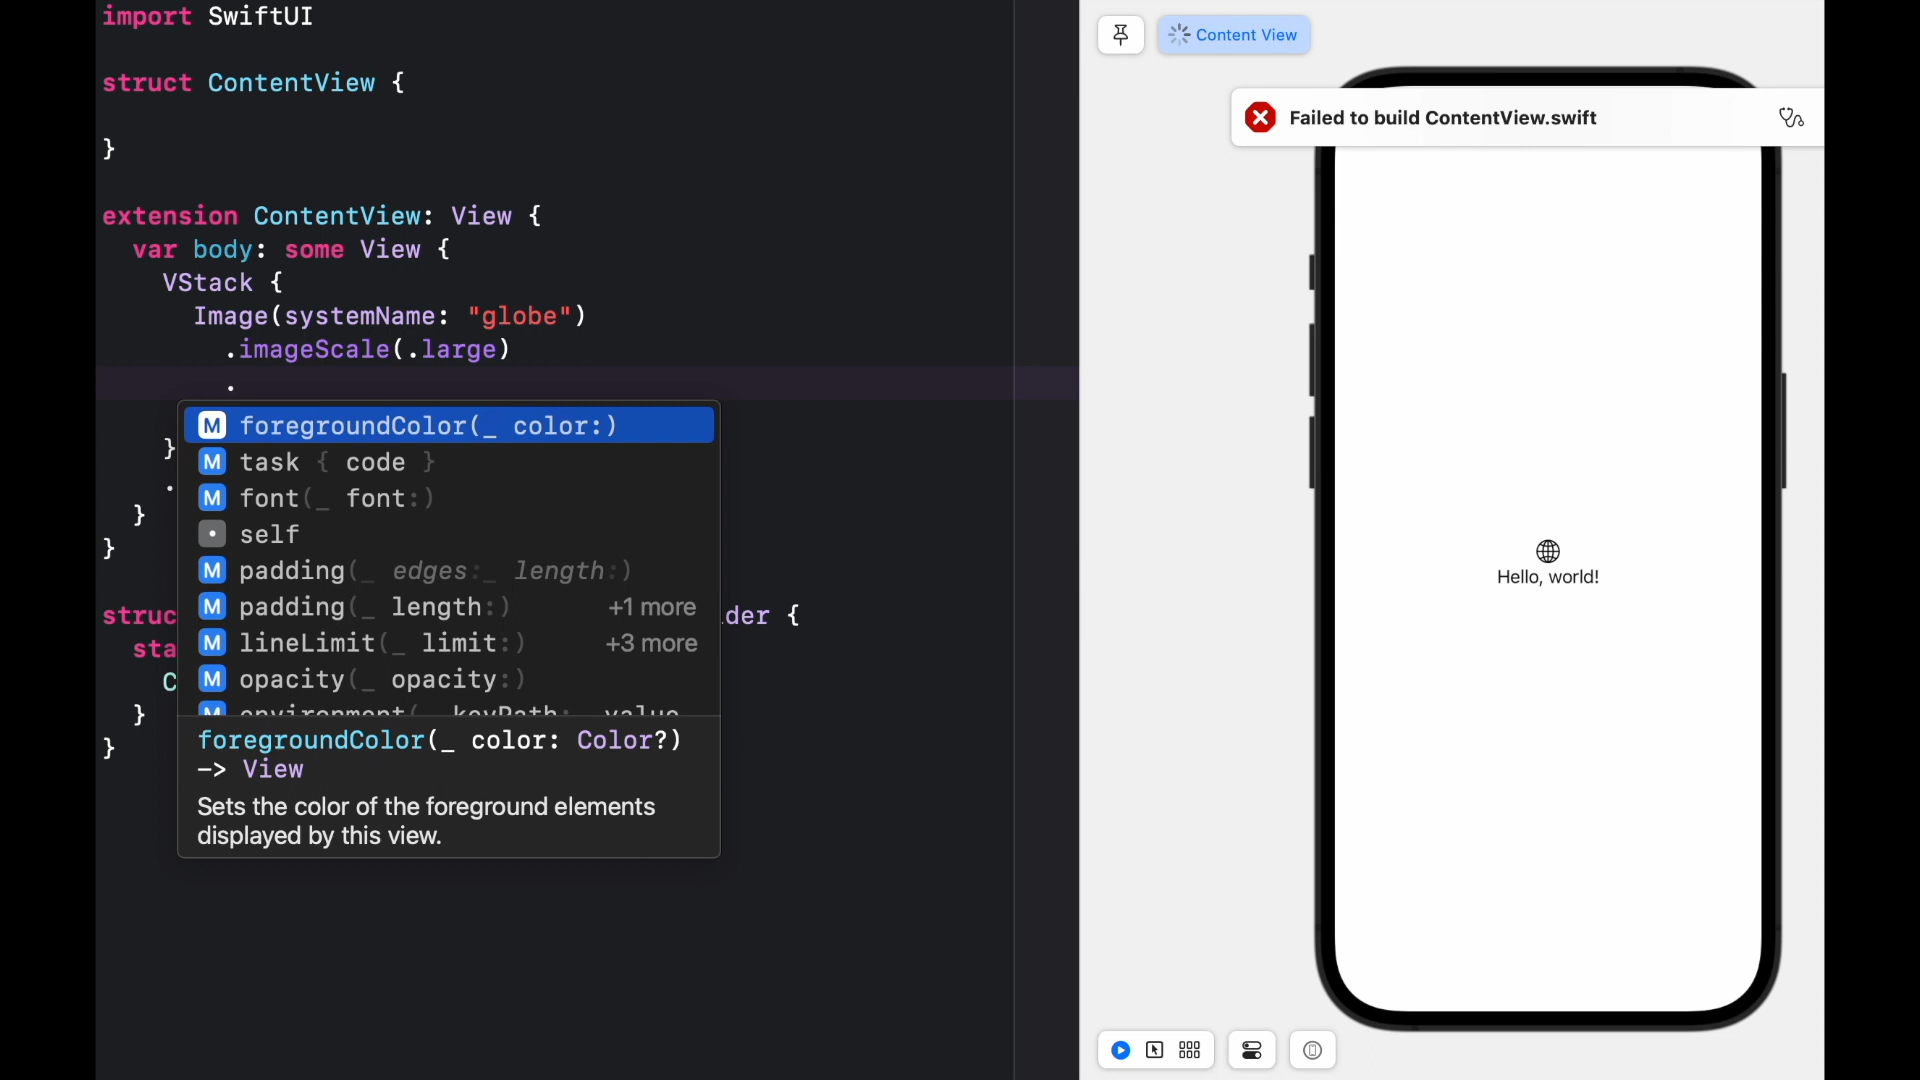 import SwiftUI
struct ContentView {
}
extension ContentView: View {
var body: some View {
VStack {
Image(systemName: "globe")
.imageScale(.large)
.
M foregroundColor(_ color:)
M task { code }
}
M font(_ font:)
.
self
}
M padding(_ edges:_ length:)
}
M padding(_ length:) +1 more
struc
der {
M lineLimit(_ limit:) +3 more
sta
M opacity(_ opacity:)
C
M environment(_ keyPath:_ value
}
foregroundColor(_ color: Color?)
}
-> View
Sets the color of the foreground elements
displayed by this view.
Content View
Failed to build ContentView.swift
Hello, world!